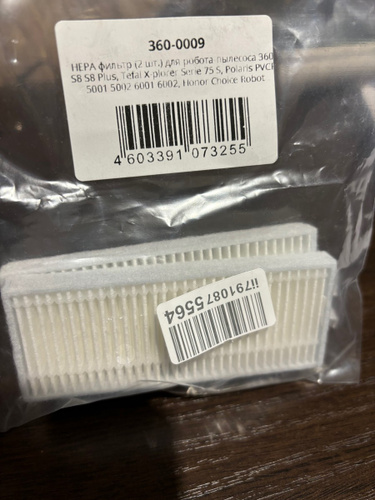 360-0009
HEPA фильтр (2 шт.) для робота-пылесоса 360
S8 S8 Plus, Tefal X-plorer Serie 75 S, Polaris PVCR
5001 5002 6001 6002, Honor Choice Robot
4 603391 073255
ii791087 5564